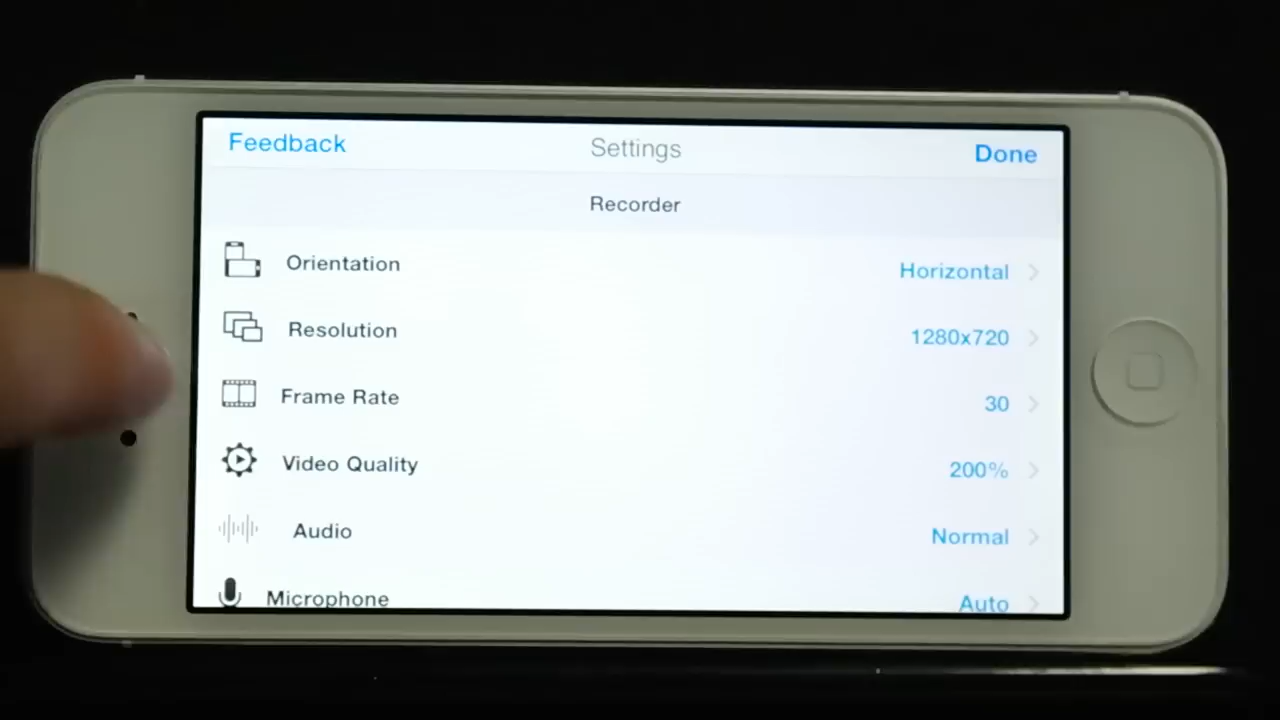 Feedback Settings Done
Recorder
Orientation Horizontal
Resolution 1280x720
Frame Rate 30
Video Quality 200%
Audio Normal
Microphone Auto